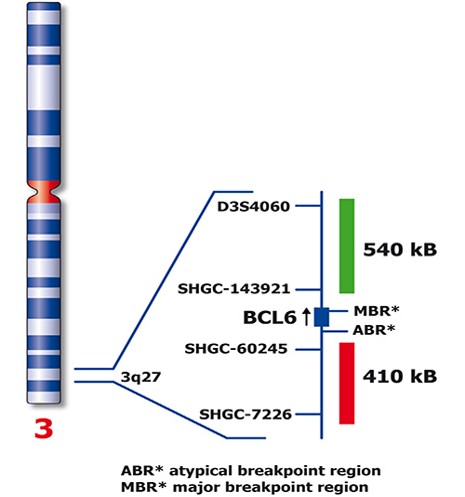 D3S4060
540 kB
SHGC-143921
MBR*
BCL6
ABR*
SHGC-60245
3q27
410 kB
SHGC-7226
3
ABR* atypical breakpoint region
MBR* major breakpoint region